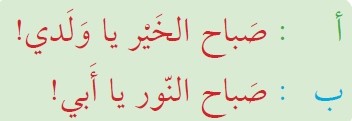 أ : صَباح الخَيْر يا وَلَدي!
ب : صَباح النّور يا أَبي!